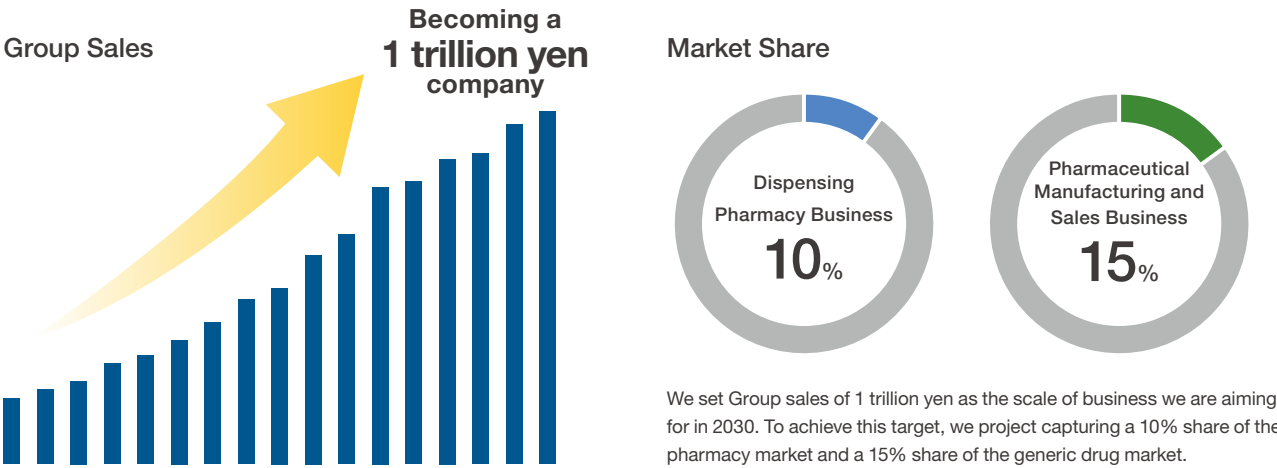 Group Sales
Becoming a
1 trillion yen
company
Market Share
Dispensing
Pharmacy Business
10%
Pharmaceutical
Manufacturing and
Sales Business
15%
We set Group sales of 1 trillion yen as the scale of business we are aiming
for in 2030. To achieve this target, we project capturing a 10% share of the
pharmacy market and a 15% share of the generic drug market.